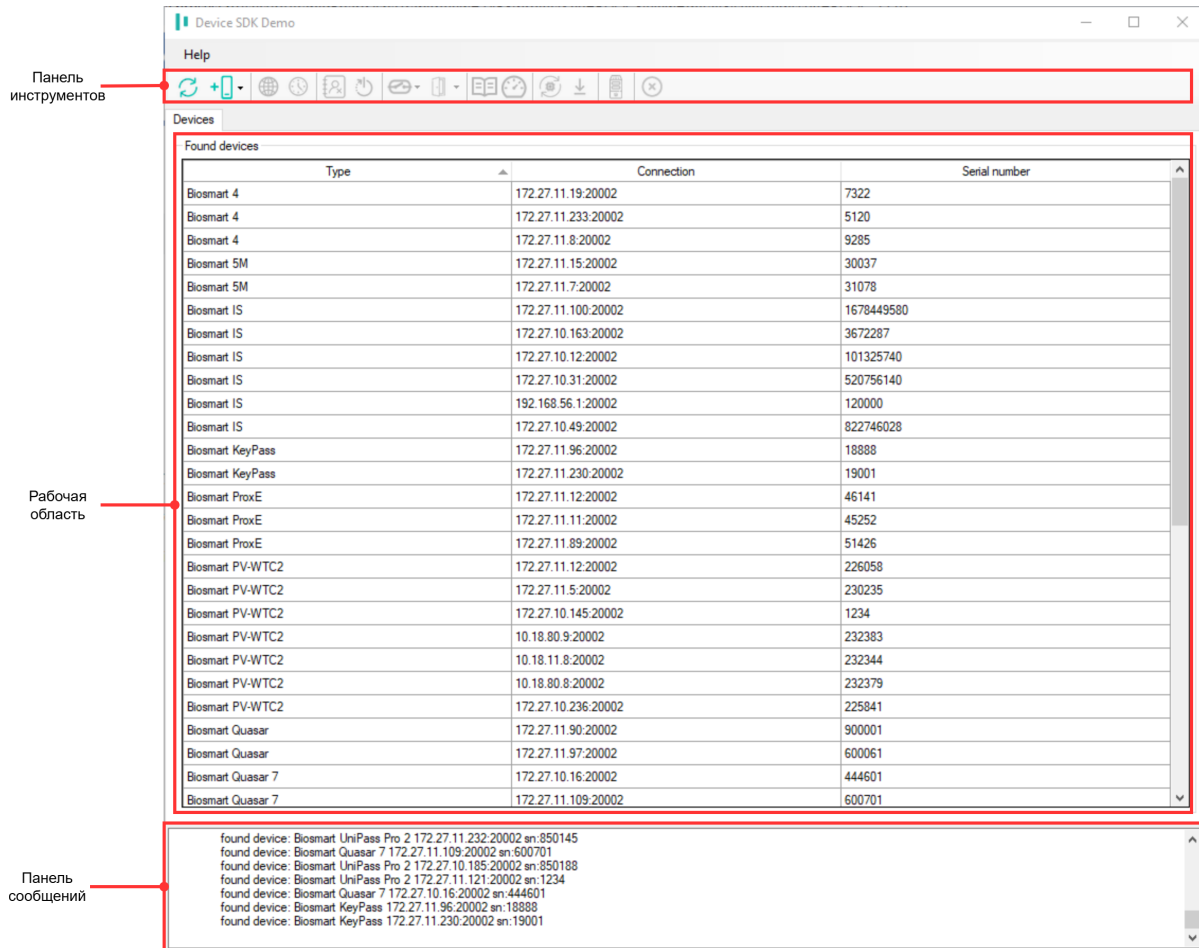 Device SDK Demo
Help
Панель
инструментов
Devices
Found devices
Type Connection Serial number
Biosmart 4 172.27.11.19:20002 7322
Biosmart 4 172.27.11.233:20002 5120
Biosmart 4 172.27.11.8:20002 9285
Biosmart 5M 172.27.11.15:20002 30037
Biosmart 5M 172.27.11.7:20002 31078
Biosmart IS 172.27.11.100:20002 1678449580
Biosmart IS 172.27.10.163:20002 3672287
Biosmart IS 172.27.10.12:20002 101325740
Biosmart IS 172.27.10.31:20002 520756140
Biosmart IS 192.168.56.1:20002 120000
Biosmart IS 172.27.10.49:20002 822746028
Biosmart KeyPass 172.27.11.96:20002 18888
Biosmart KeyPass 172.27.11.230:20002 19001
Рабочая
область
Biosmart ProxE 172.27.11.12:20002 46141
Biosmart ProxE 172.27.11.11:20002 45252
Biosmart ProxE 172.27.11.89:20002 51426
Biosmart PV-WTC2 172.27.11.12:20002 226058
Biosmart PV-WTC2 172.27.11.5:20002 230235
Biosmart PV-WTC2 172.27.10.145:20002 1234
Biosmart PV-WTC2 10.18.80.9:20002 232383
Biosmart PV-WTC2 10.18.11.8:20002 232344
Biosmart PV-WTC2 10.18.80.8:20002 232379
Biosmart PV-WTC2 172.27.10.236:20002 225841
Biosmart Quasar 172.27.11.90:20002 900001
Biosmart Quasar 172.27.11.97:20002 600061
Biosmart Quasar 7 172.27.10.16:20002 444601
Biosmart Quasar 7 172.27.11.109:20002 600701
Панель
сообщений
found device: Biosmart UniPass Pro 2 172.27.11.232:20002 sn:850145
found device: Biosmart Quasar 7 172.27.11.109:20002 sn:600701
found device: Biosmart UniPass Pro 2 172.27.10.185:20002 sn:850188
found device: Biosmart UniPass Pro 2 172.27.11.121:20002 sn:1234
found device: Biosmart Quasar 7 172.27.10.16:20002 sn:444601
found device: Biosmart KeyPass 172.27.11.96:20002 sn:18888
found device: Biosmart KeyPass 172.27.11.230:20002 sn:19001